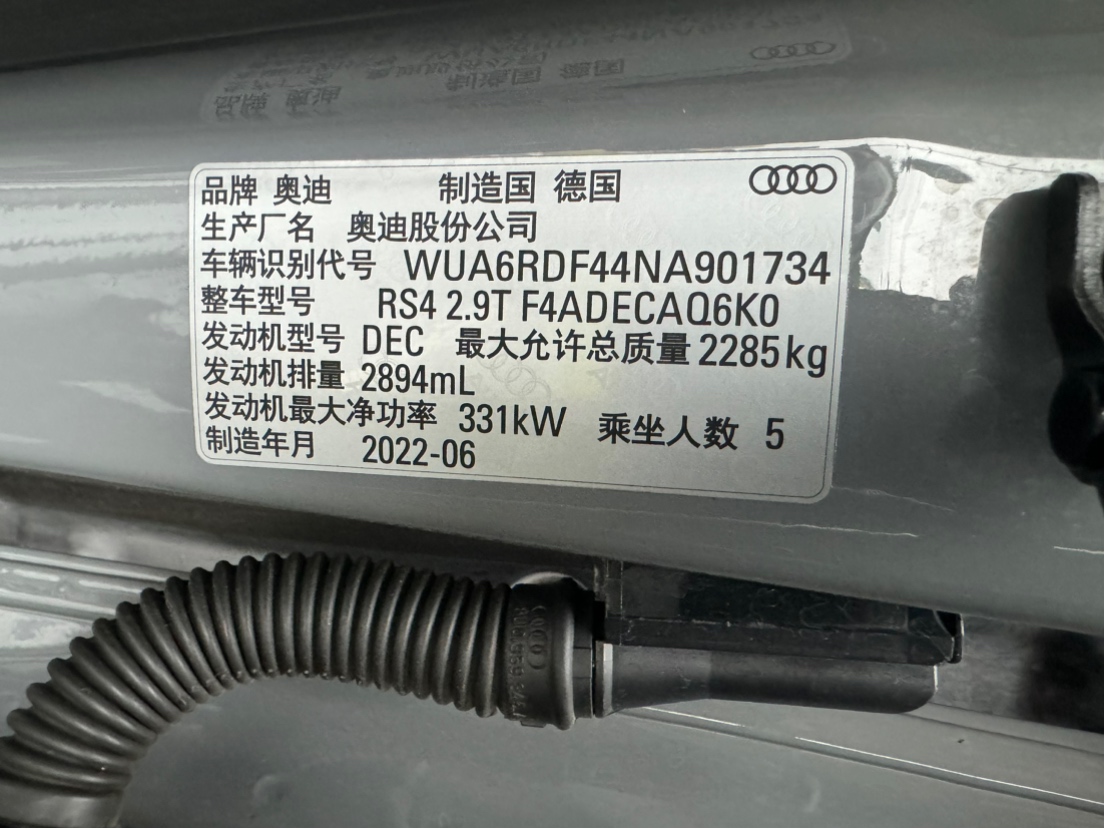 品牌 奥迪 制造国 德国
生产厂名 奥迪股份公司
车辆识别代号 WUA6RDF44NA901734
整车型号 RS4 2.9T F4ADECAQ6K0
发动机型号 DEC 最大允许总质量 2285kg
发动机排量 2894mL
发动机最大净功率 331kW 乘坐人数 5
制造年月 2022-06